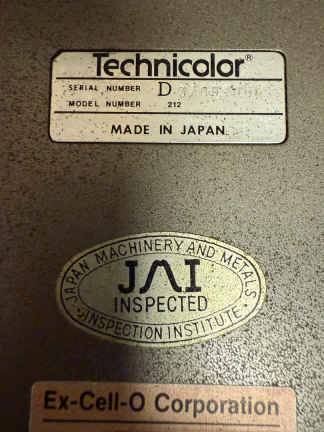 Technicolor®
SERIAL NUMBER D
MODEL NUMBER 212
MADE IN JAPAN
JAPAN MACHINERY AND METALS
JMI
INSPECTED
INSPECTION INSTITUTE
Ex-Cell-O Corporation